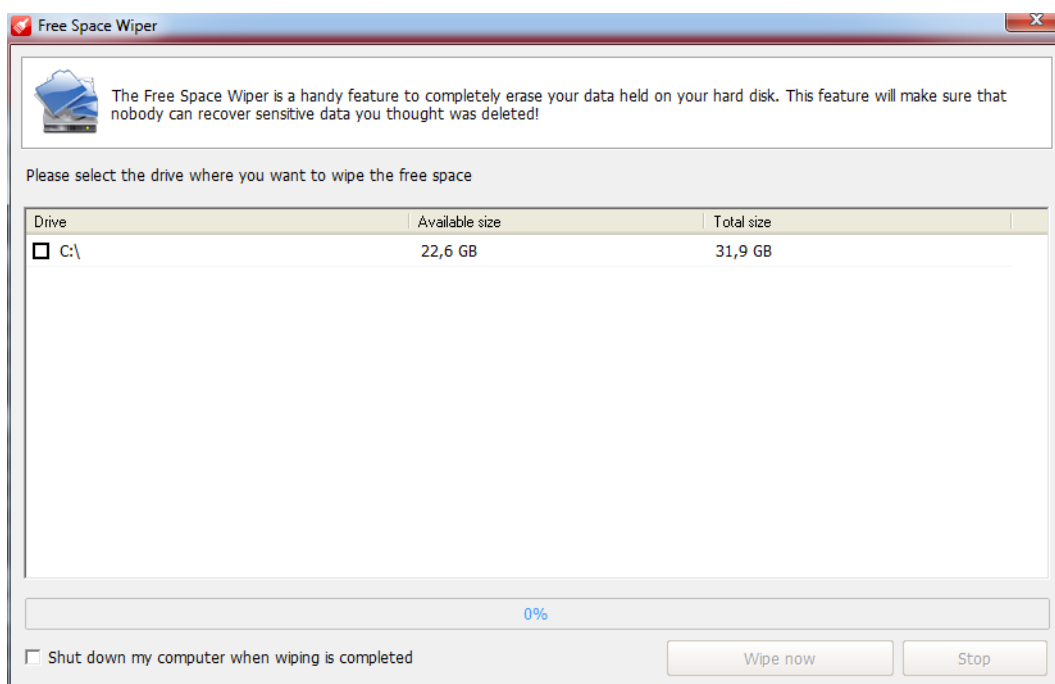 Free Space Wiper
The Free Space Wiper is a handy feature to completely erase your data held on your hard disk. This feature will make sure that
nobody can recover sensitive data you thought was deleted!
Please select the drive where you want to wipe the free space
Drive Available size Total size
C:\ 22,6 GB 31,9 GB
0%
Shut down my computer when wiping is completed Wipe now Stop